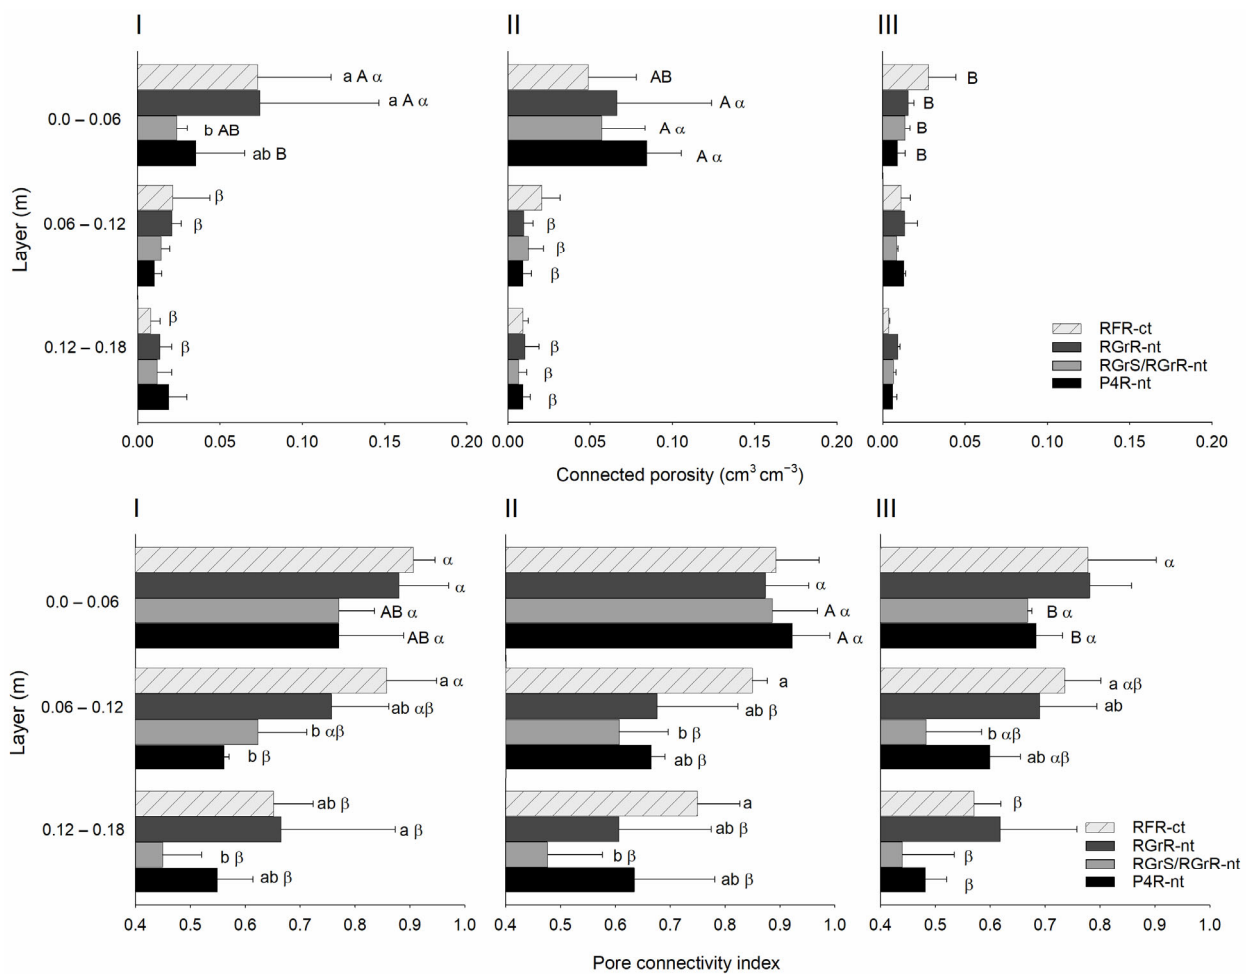 I II III
a A α
AB
B
a A α
A α
B
0.0 – 0.06
b AB
A α
B
ab B
A α
B
β
0.06 – 0.12
β
β
β
β
β
0.12 – 0.18
β
β
β
β
RFR-ct
RGrR-nt
RGrS/RGrR-nt
P4R-nt
Layer (m)
0.00 0.05 0.10 0.15 0.20 0.00 0.05 0.10 0.15 0.20 0.00 0.05 0.10 0.15 0.20
Connected porosity (cm³ cm⁻³)
I II III
α
α
α
α
0.0 – 0.06
AB α
A α
B α
AB α
A α
B α
a α
a
a αβ
0.06 – 0.12
ab αβ
ab β
ab
b αβ
b β
b αβ
b β
ab β
ab αβ
ab β
a
β
0.12 – 0.18
a β
ab β
b β
b β
β
ab β
ab β
β
RFR-ct
RGrR-nt
RGrS/RGrR-nt
P4R-nt
Layer (m)
0.4 0.5 0.6 0.7 0.8 0.9 1.0 0.4 0.5 0.6 0.7 0.8 0.9 1.0 0.4 0.5 0.6 0.7 0.8 0.9 1.0
Pore connectivity index